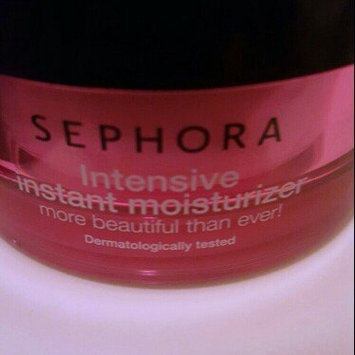 SEPHORA
Intensive
instant moisturizer
more beautiful than ever!
Dermatologically tested